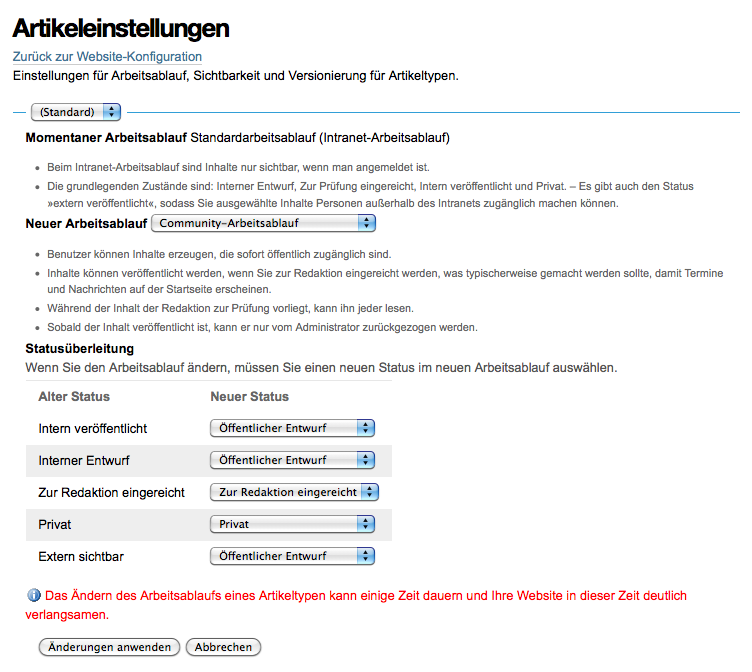 Artikeleinstellungen
Zurück zur Website-Konfiguration
Einstellungen für Arbeitsablauf, Sichtbarkeit und Versionierung für Artikeltypen.
(Standard)
Momentaner Arbeitsablauf Standardarbeitsablauf (Intranet-Arbeitsablauf)
Beim Intranet-Arbeitsablauf sind Inhalte nur sichtbar, wenn man angemeldet ist.
Die grundlegenden Zustände sind: Interner Entwurf, Zur Prüfung eingereicht, Intern veröffentlicht und Privat. – Es gibt auch den Status
»extern veröffentlicht«, sodass Sie ausgewählte Inhalte Personen außerhalb des Intranets zugänglich machen können.
Neuer Arbeitsablauf Community-Arbeitsablauf
Benutzer können Inhalte erzeugen, die sofort öffentlich zugänglich sind.
Inhalte können veröffentlicht werden, wenn Sie zur Redaktion eingereicht werden, was typischerweise gemacht werden sollte, damit Termine
und Nachrichten auf der Startseite erscheinen.
Während der Inhalt der Redaktion zur Prüfung vorliegt, kann ihn jeder lesen.
Sobald der Inhalt veröffentlicht ist, kann er nur vom Administrator zurückgezogen werden.
Statusüberleitung
Wenn Sie den Arbeitsablauf ändern, müssen Sie einen neuen Status im neuen Arbeitsablauf auswählen.
Alter Status Neuer Status
Intern veröffentlicht Öffentlicher Entwurf
Interner Entwurf Öffentlicher Entwurf
Zur Redaktion eingereicht Zur Redaktion eingereicht
Privat Privat
Extern sichtbar Öffentlicher Entwurf
Das Ändern des Arbeitsablaufs eines Artikeltypen kann einige Zeit dauern und Ihre Website in dieser Zeit deutlich
verlangsamen.
Änderungen anwenden Abbrechen